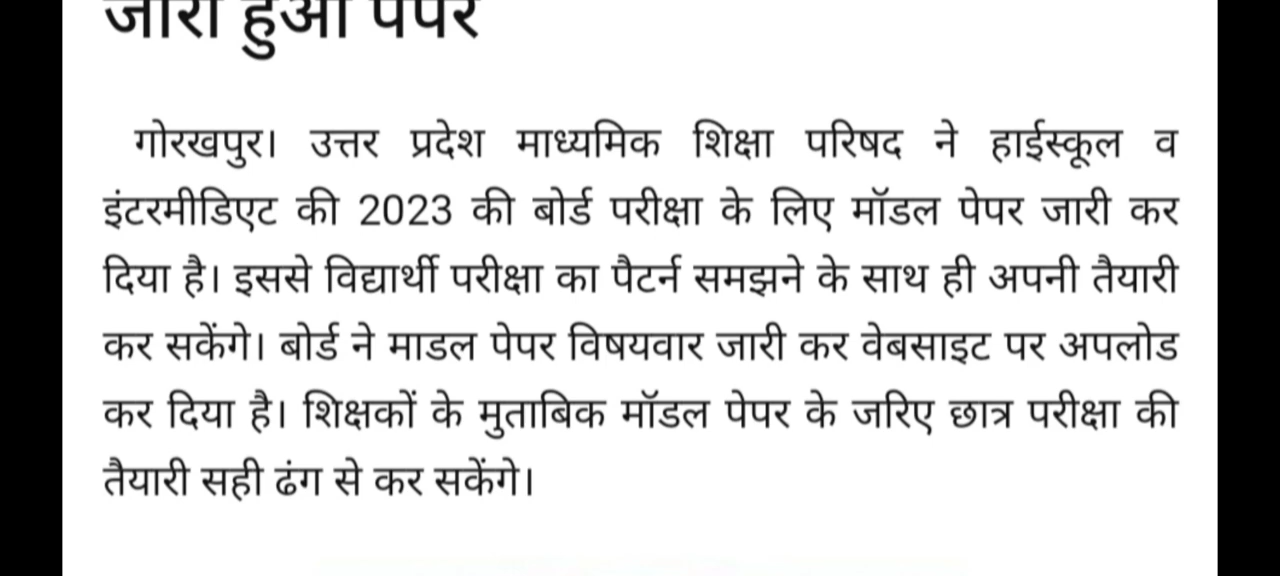 जारी हुआ पेपर
गोरखपुर। उत्तर प्रदेश माध्यमिक शिक्षा परिषद ने हाईस्कूल व
इंटरमीडिएट की 2023 की बोर्ड परीक्षा के लिए मॉडल पेपर जारी कर
दिया है। इससे विद्यार्थी परीक्षा का पैटर्न समझने के साथ ही अपनी तैयारी
कर सकेंगे। बोर्ड ने माडल पेपर विषयवार जारी कर वेबसाइट पर अपलोड
कर दिया है। शिक्षकों के मुताबिक मॉडल पेपर के जरिए छात्र परीक्षा की
तैयारी सही ढंग से कर सकेंगे।